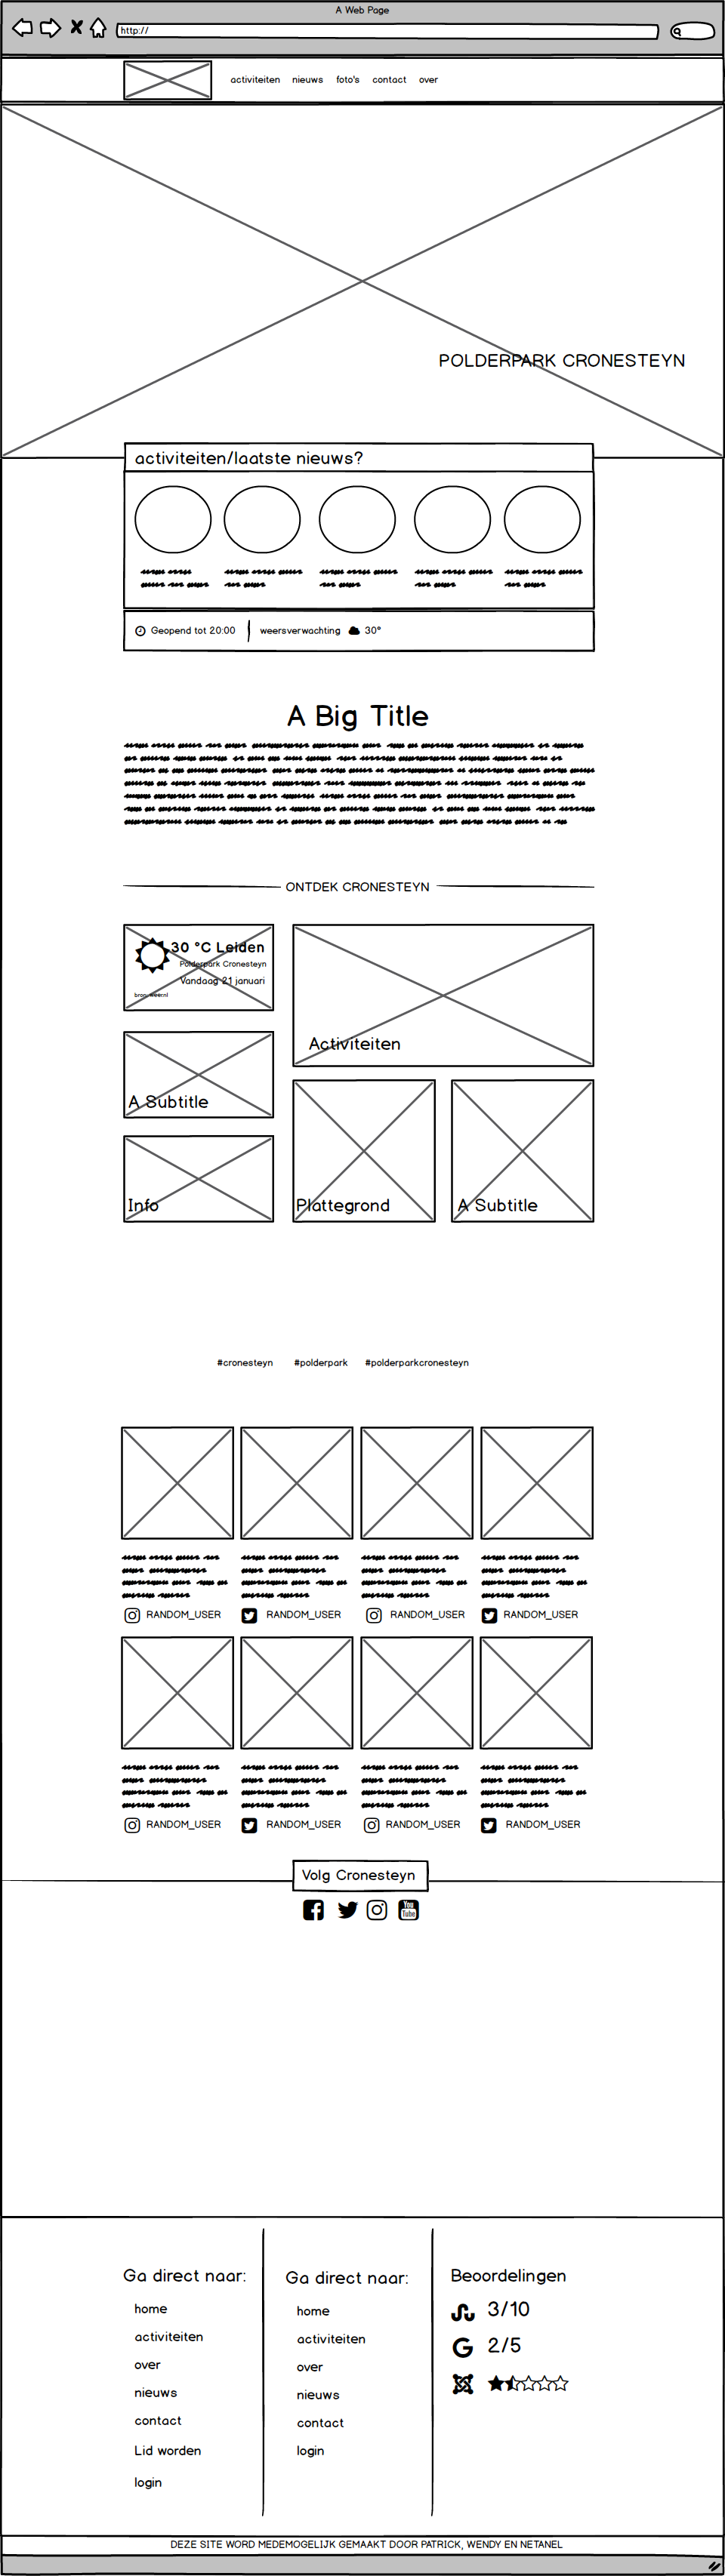 A Web Page
http://
activiteiten nieuws foto's contact over
POLDERPARK CRONESTEYN
activiteiten/laatste nieuws?
Geopend tot 20:00 weersverwachting 30°
A Big Title
ONTDEK CRONESTEYN
30 °C Leiden
Polderpark Cronesteyn
Vandaag 21 januari
bron: weer.nl
Activiteiten
A Subtitle
Info
Plattegrond
A Subtitle
#cronesteyn #polderpark #polderparkcronesteyn
RANDOM_USER RANDOM_USER RANDOM_USER RANDOM_USER
RANDOM_USER RANDOM_USER RANDOM_USER RANDOM_USER
Volg Cronesteyn
You Tube
Ga direct naar:
home
activiteiten
over
nieuws
contact
Lid worden
login
Ga direct naar:
home
activiteiten
over
nieuws
contact
login
Beoordelingen
3/10
2/5
DEZE SITE WORD MEDEMOGELIJK GEMAAKT DOOR PATRICK, WENDY EN NETANEL